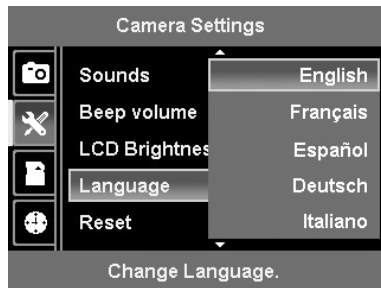 Camera Settings
Sounds
Beep volume
LCD Brightnes
Language
Reset
English
Français
Español
Deutsch
Italiano
Change Language.